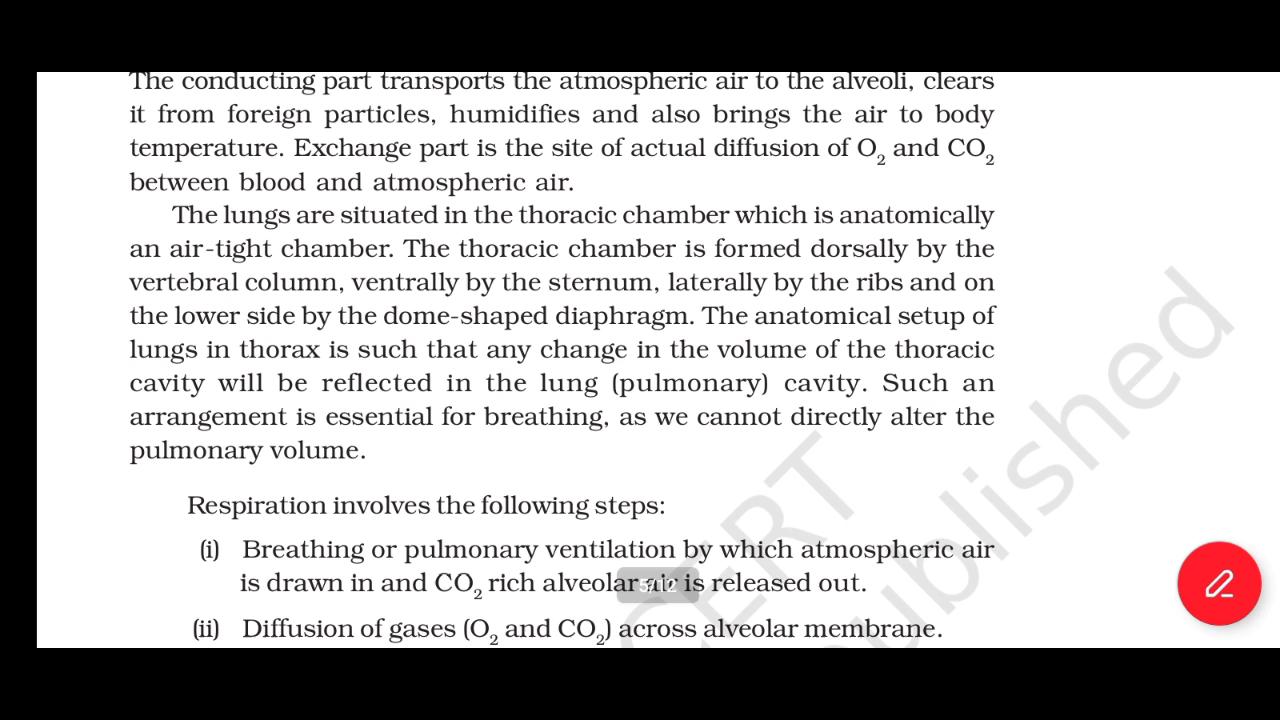 The conducting part transports the atmospheric air to the alveoli, clears
it from foreign particles, humidifies and also brings the air to body
temperature. Exchange part is the site of actual diffusion of O₂ and CO₂
between blood and atmospheric air.
The lungs are situated in the thoracic chamber which is anatomically
an air-tight chamber. The thoracic chamber is formed dorsally by the
vertebral column, ventrally by the sternum, laterally by the ribs and on
the lower side by the dome-shaped diaphragm. The anatomical setup of
lungs in thorax is such that any change in the volume of the thoracic
cavity will be reflected in the lung (pulmonary) cavity. Such an
arrangement is essential for breathing, as we cannot directly alter the
pulmonary volume.
Respiration involves the following steps:
(i) Breathing or pulmonary ventilation by which atmospheric air
is drawn in and CO₂ rich alveolar air is released out.
5/12
(ii) Diffusion of gases (O₂ and CO₂) across alveolar membrane.